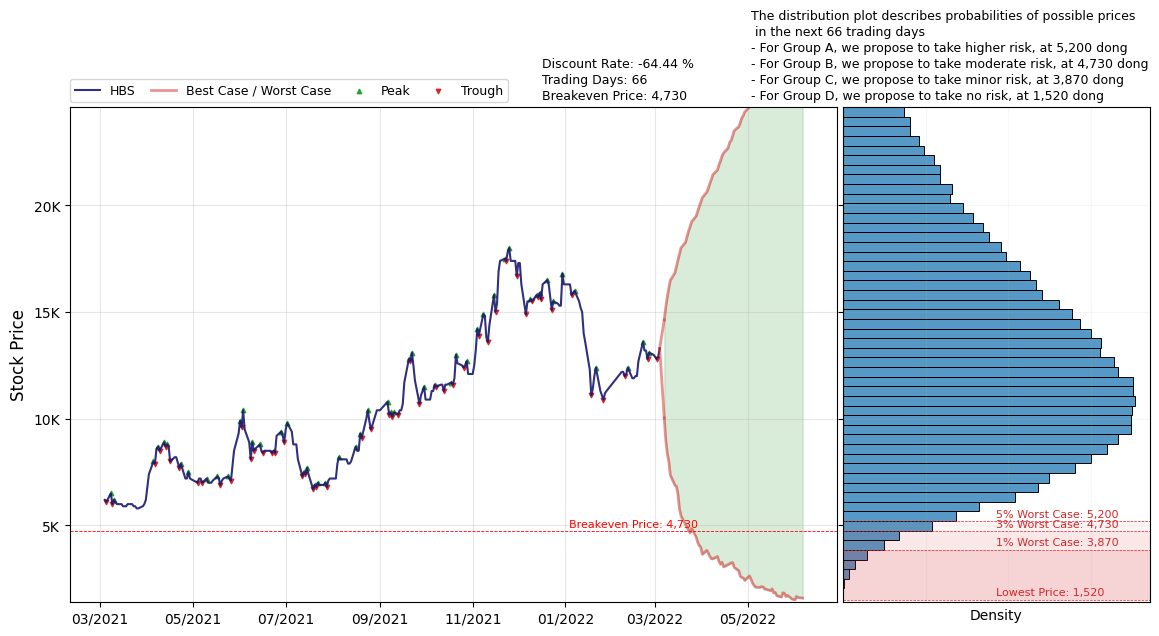 The distribution plot describes probabilities of possible prices
in the next 66 trading days
- For Group A, we propose to take higher risk, at 5,200 dong
- For Group B, we propose to take moderate risk, at 4,730 dong
- For Group C, we propose to take minor risk, at 3,870 dong
- For Group D, we propose to take no risk, at 1,520 dong
Discount Rate: -64.44 %
Trading Days: 66
Breakeven Price: 4,730
HBS
Best Case / Worst Case
Peak
Trough
Stock Price
20K
15K
10K
5K
Breakeven Price: 4,730
5% Worst Case: 5,200
3% Worst Case: 4,730
1% Worst Case: 3,870
Lowest Price: 1,520
03/2021
05/2021
07/2021
09/2021
11/2021
01/2022
03/2022
05/2022
Density